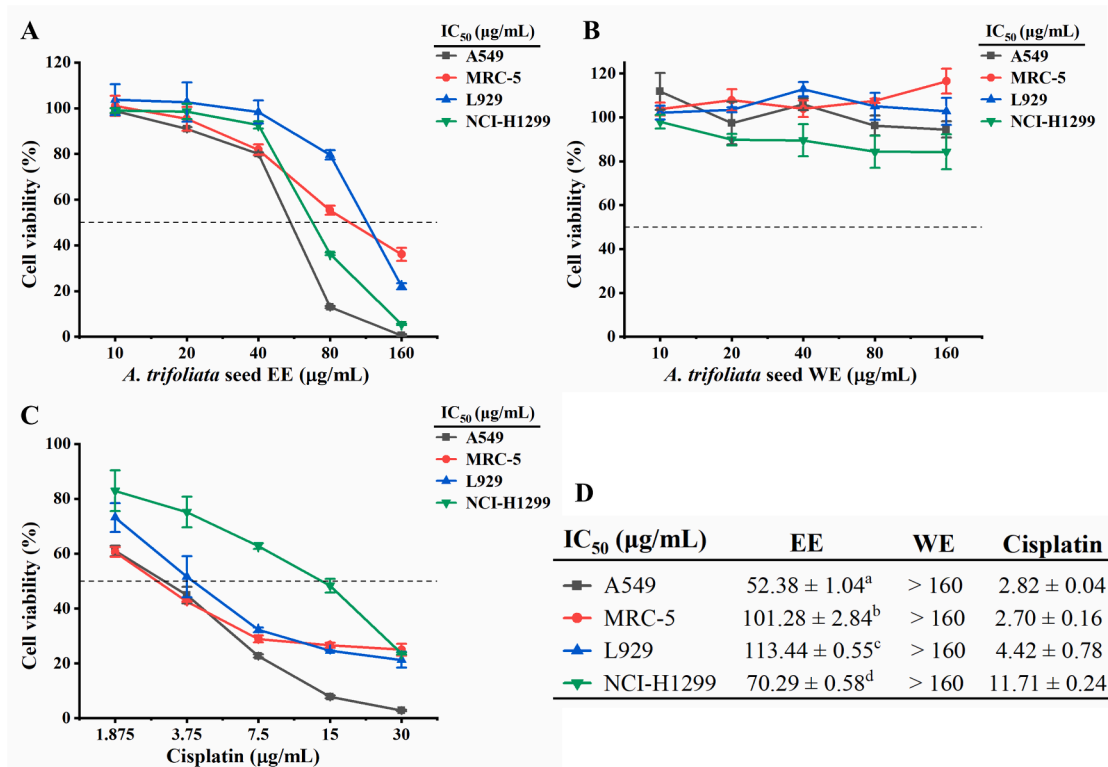 A
IC50 (μg/mL)
A549
MRC-5
L929
NCI-H1299
120
100
80
60
40
20
0
Cell viability (%)
10 20 40 80 160
A. trifoliata seed EE (μg/mL)
B
IC50 (μg/mL)
A549
MRC-5
L929
NCI-H1299
120
100
80
60
40
20
0
Cell viability (%)
10 20 40 80 160
A. trifoliata seed WE (μg/mL)
C
IC50 (μg/mL)
A549
MRC-5
L929
NCI-H1299
100
80
60
40
20
0
Cell viability (%)
1.875 3.75 7.5 15 30
Cisplatin (μg/mL)
D
IC50 (μg/mL) EE WE Cisplatin
A549 52.38 ± 1.04a > 160 2.82 ± 0.04
MRC-5 101.28 ± 2.84b > 160 2.70 ± 0.16
L929 113.44 ± 0.55c > 160 4.42 ± 0.78
NCI-H1299 70.29 ± 0.58d > 160 11.71 ± 0.24